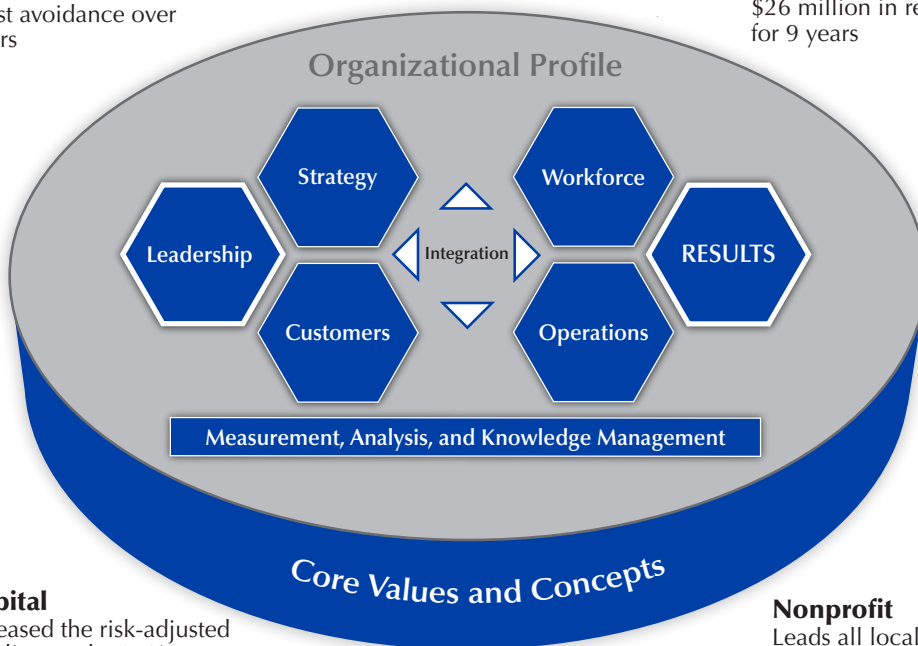 st avoidance over
rs
$26 million in re
for 9 years
Organizational Profile
Strategy
Workforce
Leadership
Integration
RESULTS
Customers
Operations
Measurement, Analysis, and Knowledge Management
Core Values and Concepts
pital
eased the risk-adjusted
Nonprofit
Leads all local